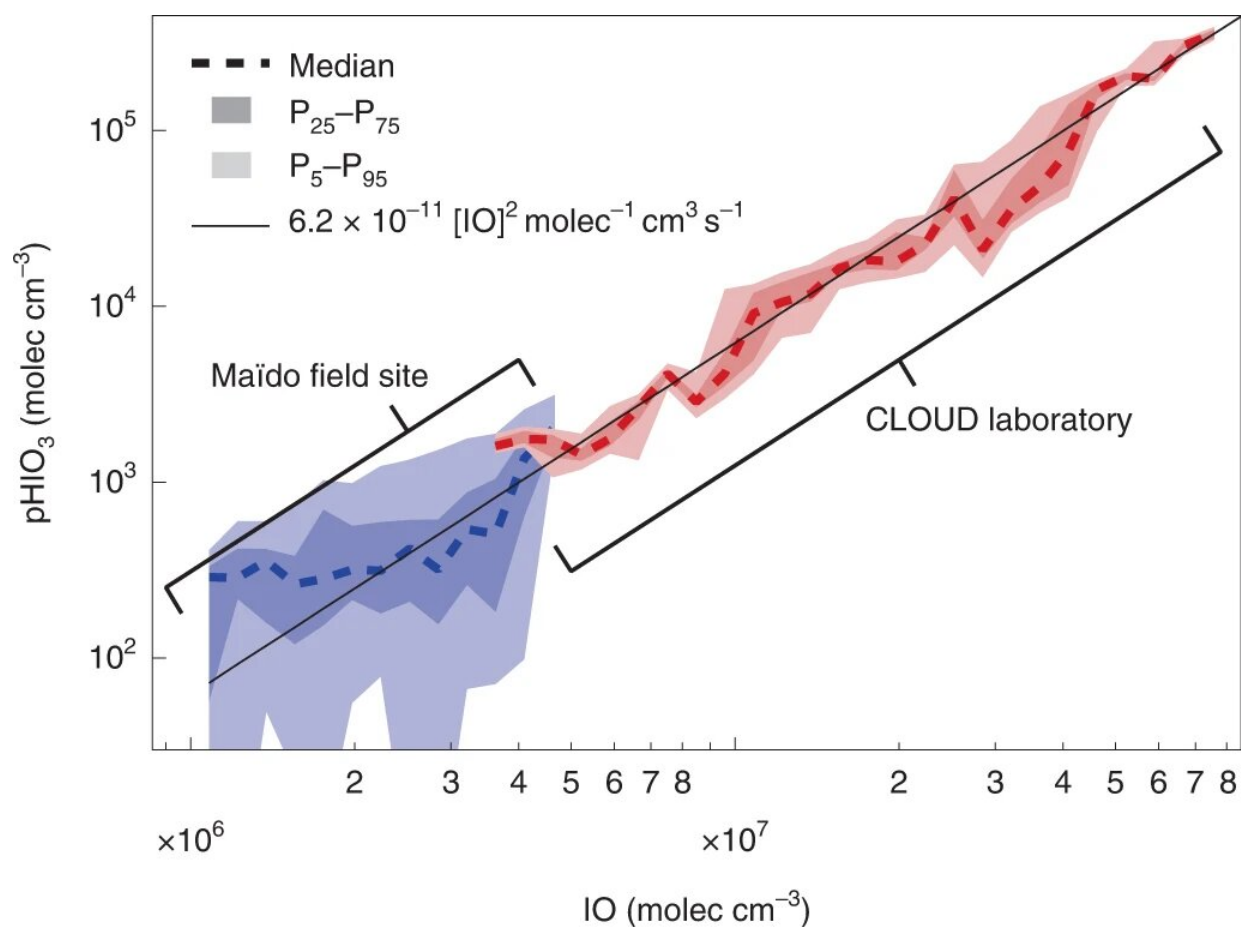 Median
P₂₅–P₇₅
P₅–P₉₅
6.2 × 10⁻¹¹ [IO]² molec⁻¹ cm³ s⁻¹
10⁵
10⁴
10³
10²
pHIO₃ (molec cm⁻³)
Maïdo field site
CLOUD laboratory
2 3 4 5 6 7 8 2 3 4 5 6 7 8
×10⁶ ×10⁷
IO (molec cm⁻³)